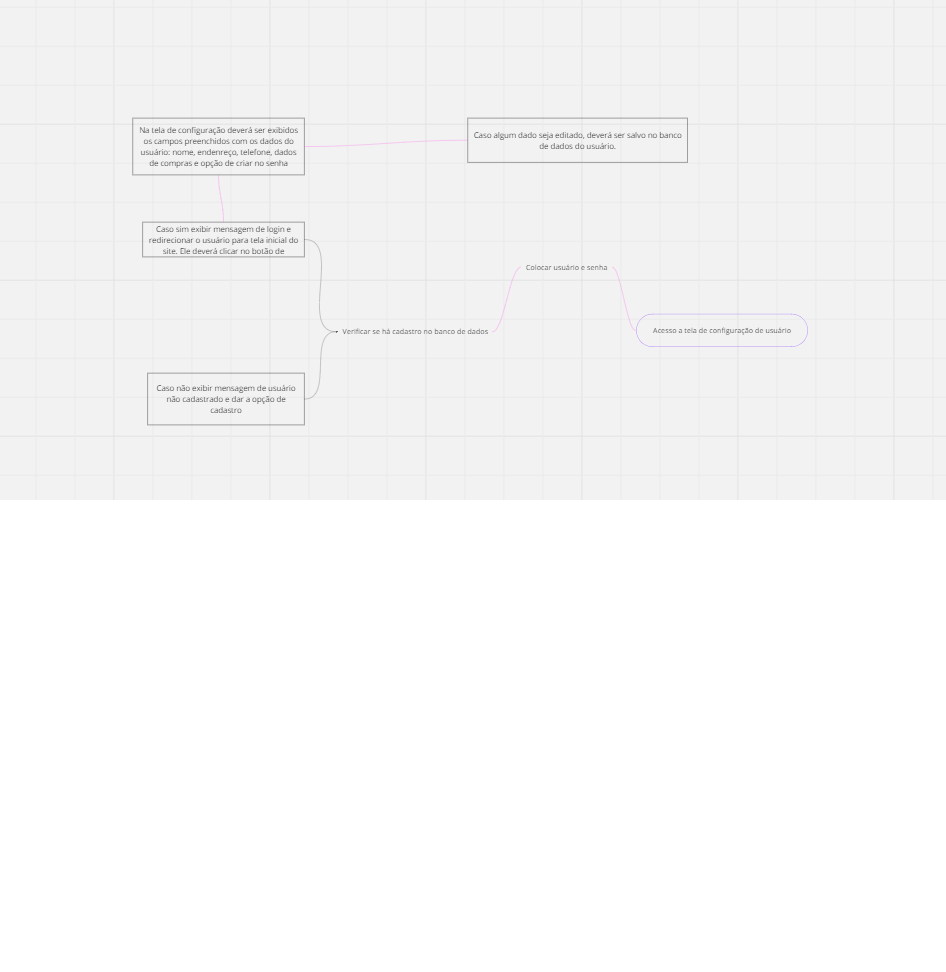 Na tela de configuração deverá ser exibidos
os campos preenchidos com os dados do
usuário: nome, endereço, telefone, dados
de compras e opção de criar no senha
Caso algum dado seja editado, deverá ser salvo no banco
de dados do usuário.
Caso sim exibir mensagem de login e
redirecionar o usuário para tela inicial do
site. Ele deverá clicar no botão de
Colocar usuário e senha
Verificar se há cadastro no banco de dados
Acesso a tela de configuração de usuário
Caso não exibir mensagem de usuário
não cadastrado e dar a opção de
cadastro